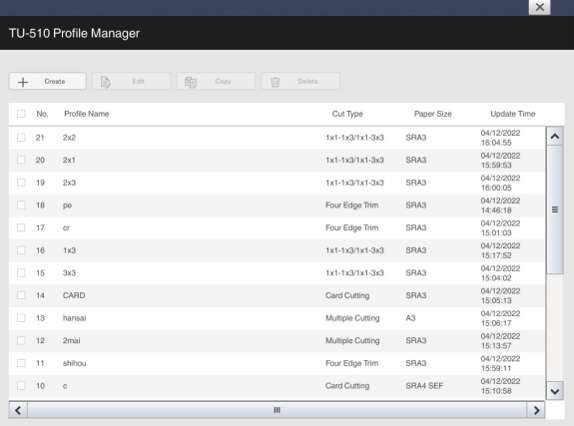 TU-510 Profile Manager
Create Edit Copy Delete
No. Profile Name Cut Type Paper Size Update Time
21 2x2 1x1-1x3/1x1-3x3 SRA3 04/12/2022
16:04:55
20 2x1 1x1-1x3/1x1-3x3 SRA3 04/12/2022
15:59:53
19 2x3 1x1-1x3/1x1-3x3 SRA3 04/12/2022
16:00:05
18 pe Four Edge Trim SRA3 04/12/2022
14:46:18
17 cr Four Edge Trim SRA3 04/12/2022
15:01:03
16 1x3 1x1-1x3/1x1-3x3 SRA3 04/12/2022
15:17:52
15 3x3 1x1-1x3/1x1-3x3 SRA3 04/12/2022
15:04:02
14 CARD Card Cutting SRA3 04/12/2022
15:05:13
13 hansai Multiple Cutting A3 04/12/2022
15:06:17
12 2mai Multiple Cutting SRA3 04/12/2022
15:13:57
11 shihou Four Edge Trim SRA3 04/12/2022
15:59:11
10 c Card Cutting SRA4 SEF 04/12/2022
15:10:58